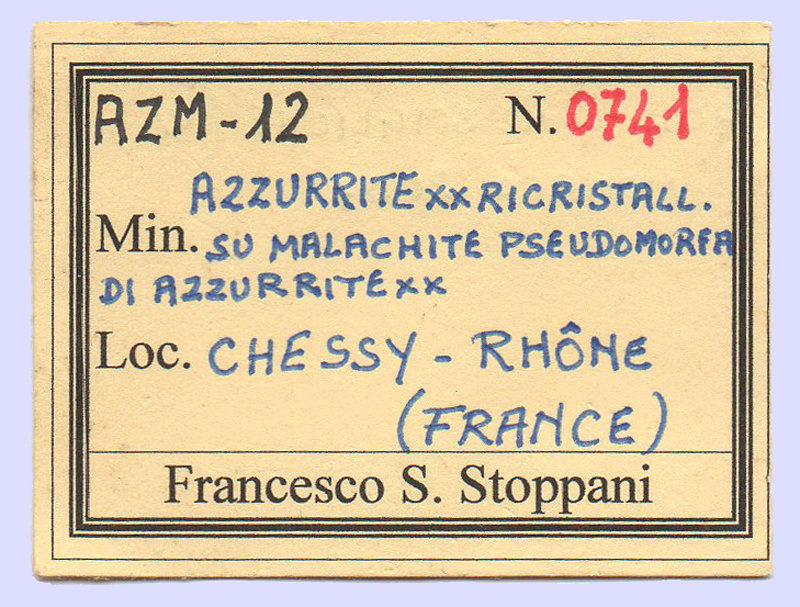 AZM-12 N. 0741
AZZURRITE xx RICRISTALL.
Min. SU MALACHITE PSEUDOMORFA
DI AZZURRITE xx
Loc. CHESSY - RHÔNE
(FRANCE)
Francesco S. Stoppani